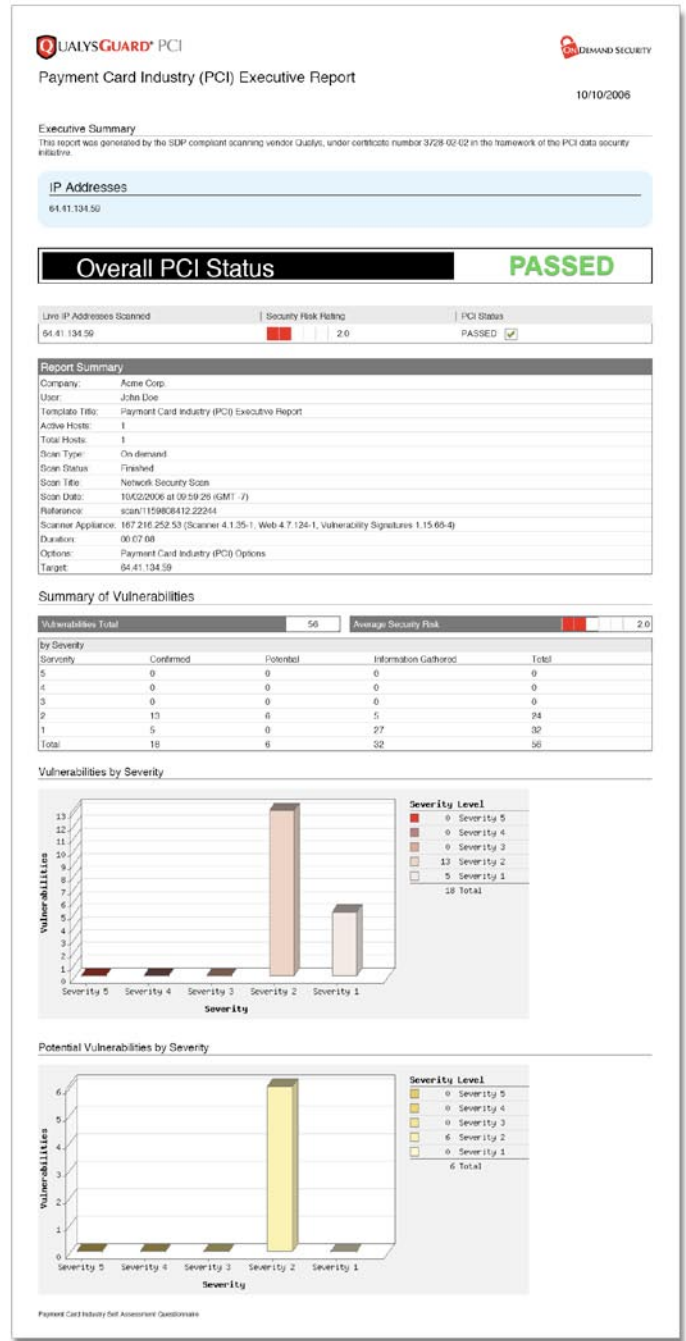 QUALYSGUARD® PCI
ON DEMAND SECURITY
Payment Card Industry (PCI) Executive Report
10/10/2006
Executive Summary
This report was generated by the SDP compliant scanning vendor Qualys, under certificate number 3728-02-02 in the framework of the PCI data security
initiative.
IP Addresses
64.41.134.59
Overall PCI Status PASSED
Live IP Addresses Scanned Security Risk Rating PCI Status
64.41.134.59 2.0 PASSED
Report Summary
Company: Acme Corp.
User: John Doe
Template Title: Payment Card Industry (PCI) Executive Report
Active Hosts: 1
Total Hosts: 1
Scan Type: On demand
Scan Status: Finished
Scan Title: Network Security Scan
Scan Date: 10/02/2006 at 09:59:26 (GMT -7)
Reference: scan/1159808412.22244
Scanner Appliance: 167.216.252.53 (Scanner 4.1.35-1, Web 4.7.124-1, Vulnerability Signatures 1.15.66-4)
Duration: 00:07:08
Options: Payment Card Industry (PCI) Options
Target: 64.41.134.59
Summary of Vulnerabilities
Vulnerabilities Total 56 Average Security Risk 2.0
by Severity
Serverity Confirmed Potential Information Gathered Total
5 0 0 0 0
4 0 0 0 0
3 0 0 0 0
2 13 6 5 24
1 5 0 27 32
Total 18 6 32 56
Vulnerabilities by Severity
13
12
11
10
9
8
7
6
5
4
3
2
1
0
Vulnerabilities
Severity 5 Severity 4 Severity 3 Severity 2 Severity 1
Severity
Severity Level
0 Severity 5
0 Severity 4
0 Severity 3
13 Severity 2
5 Severity 1
18 Total
Potential Vulnerabilities by Severity
6
5
4
3
2
1
0
Vulnerabilities
Severity 5 Severity 4 Severity 3 Severity 2 Severity 1
Severity
Severity Level
0 Severity 5
0 Severity 4
0 Severity 3
6 Severity 2
0 Severity 1
6 Total
Payment Card Industry Self Assessment Questionnaire